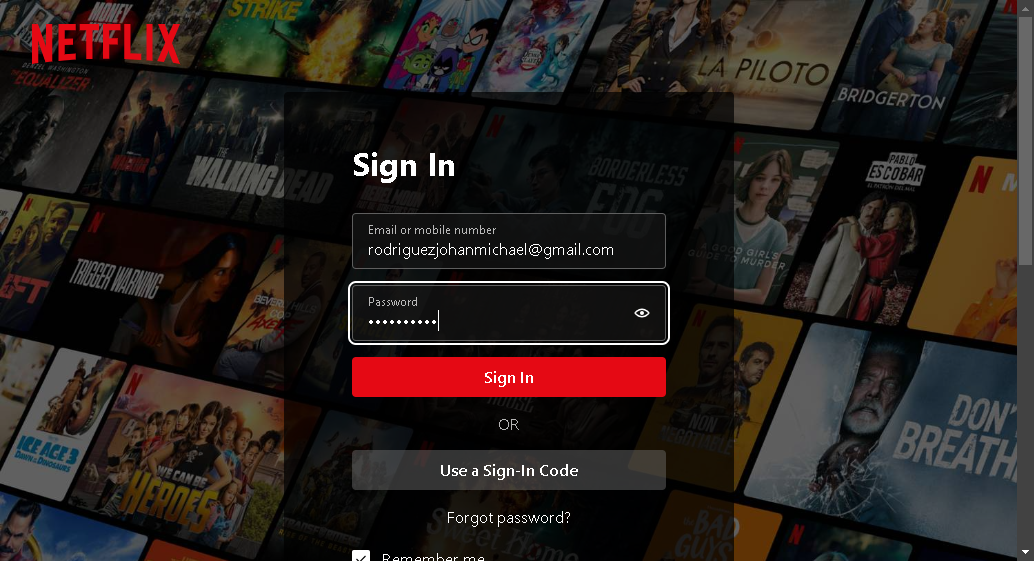 MONEY
STRIKE
NETFLIX
DENZEL WASHINGTON
THE EQUALIZER
LA PILOTO
BRIDGERTON
WARRIOR
THE
WALKING DEAD
BORDERLESS
FOG
PABLO
ESCOBAR
EL PATRÓN DEL MAL
Sign In
Email or mobile number
rodriguezjohanmichael@gmail.com
A GOOD GIRL'S
GUIDE TO MURDER
TRIGGER WARNING
BEVERLY HILLS
AXEL
Password
••••••••••
Sign In
OR
NON
NEGOTIABLE
DON'T
BREATHE
ICE AGE 3
DAWN OF THE DINOSAURS
WE CAN BE
HEROES
Use a Sign-In Code
Forgot password?
Sweet Home
BAD
GUYS
Remember me